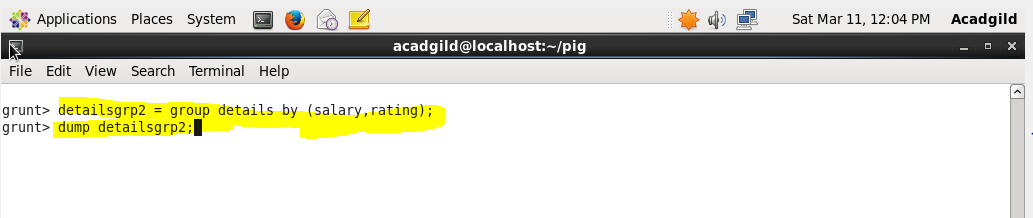 Applications Places System Sat Mar 11, 12:04 PM Acadgild
acadgild@localhost:~/pig
File Edit View Search Terminal Help
grunt> detailsgrp2 = group details by (salary,rating);
grunt> dump detailsgrp2;